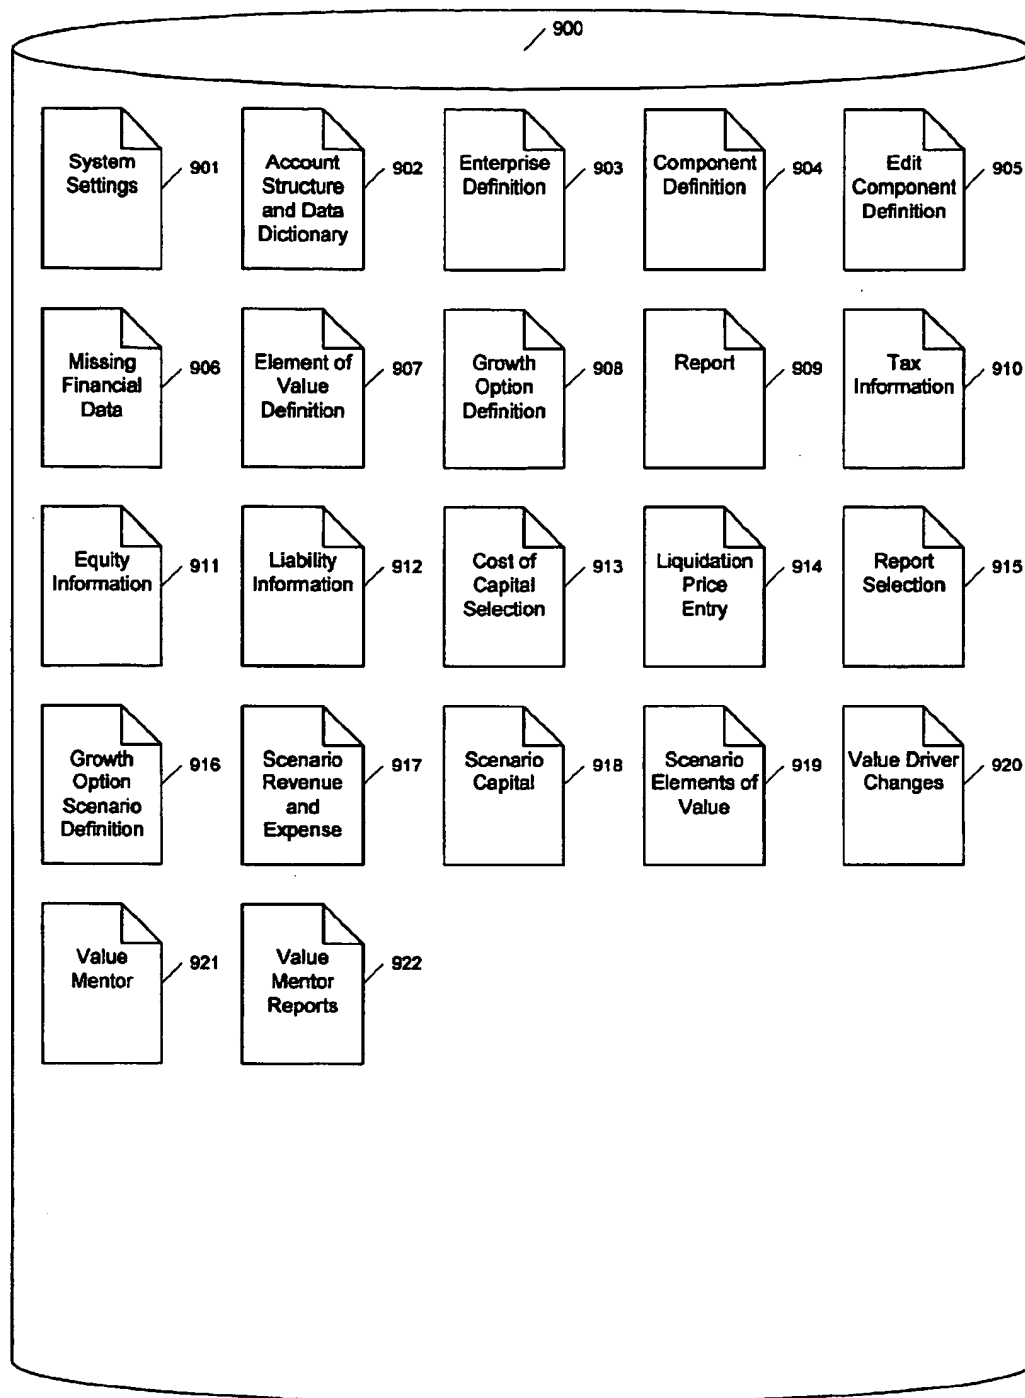 900
System
Settings
901
Account
Structure
and Data
Dictionary
902
Enterprise
Definition
903
Component
Definition
904
Edit
Component
Definition
905
Missing
Financial
Data
906
Element of
Value
Definition
907
Growth
Option
Definition
908
Report
909
Tax
Information
910
Equity
Information
911
Liability
Information
912
Cost of
Capital
Selection
913
Liquidation
Price
Entry
914
Report
Selection
915
Growth
Option
Scenario
Definition
916
Scenario
Revenue
and
Expense
917
Scenario
Capital
918
Scenario
Elements of
Value
919
Value Driver
Changes
920
Value
Mentor
921
Value
Mentor
Reports
922